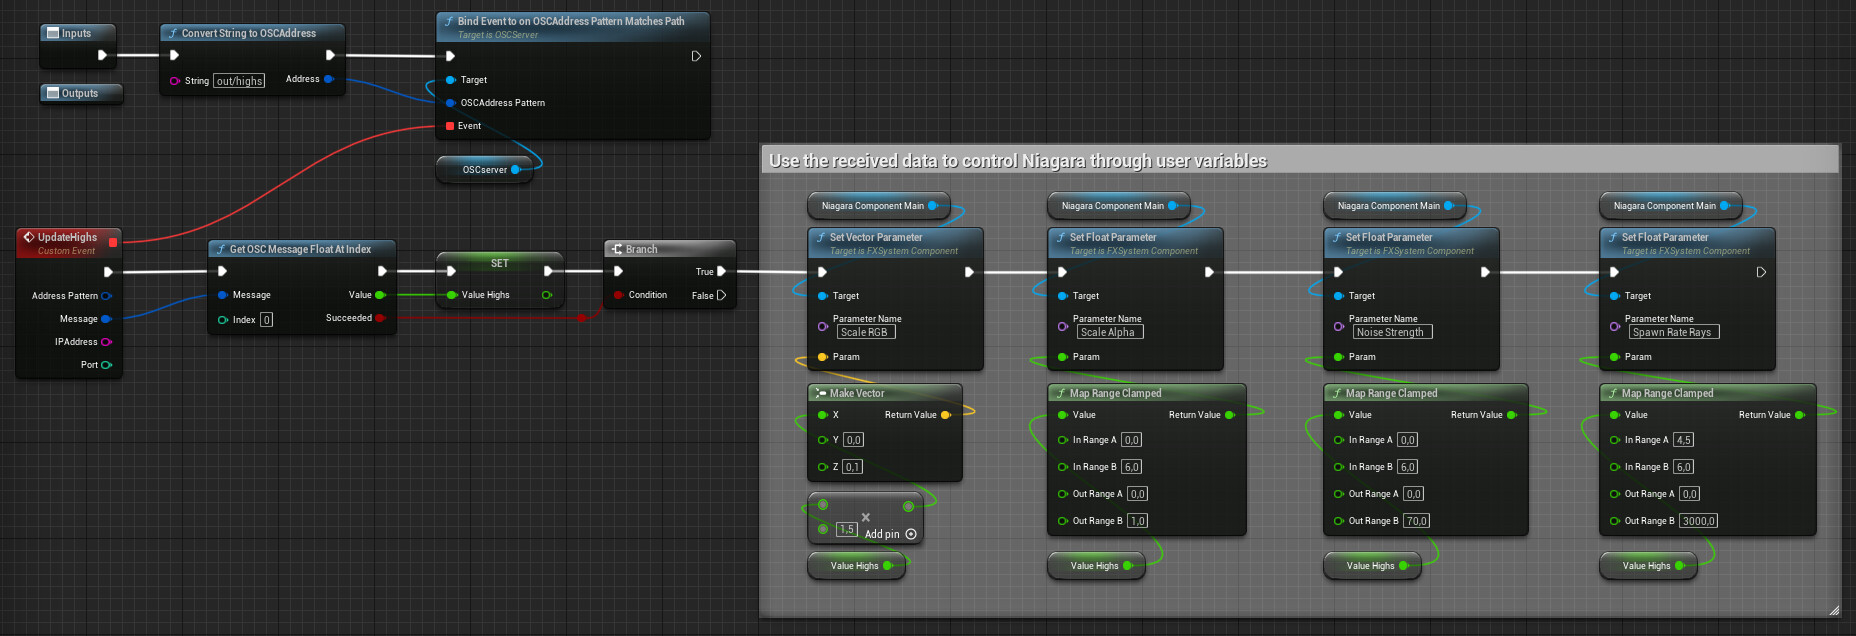 Inputs
Outputs
f Convert String to OSCAddress
String out/highs
Address
f Bind Event to on OSCAddress Pattern Matches Path
Target is OSCServer
Target
OSCAddress Pattern
Event
OSCserver
UpdateHighs
Custom Event
Address Pattern
Message
IPAddress
Port
f Get OSC Message Float At Index
Message Value
Index 0 Succeeded
SET
Value Highs
Branch
True
Condition False
Use the received data to control Niagara through user variables
Niagara Component Main
f Set Vector Parameter
Target is FXSystem Component
Target
Parameter Name
Scale RGB
Param
Make Vector
X Return Value
Y 0,0
Z 0,1
×
1,5
Add pin
Value Highs
Niagara Component Main
f Set Float Parameter
Target is FXSystem Component
Target
Parameter Name
Scale Alpha
Param
f Map Range Clamped
Value Return Value
In Range A 0,0
In Range B 6,0
Out Range A 0,0
Out Range B 1,0
Value Highs
Niagara Component Main
f Set Float Parameter
Target is FXSystem Component
Target
Parameter Name
Noise Strength
Param
f Map Range Clamped
Value Return Value
In Range A 0,0
In Range B 6,0
Out Range A 0,0
Out Range B 70,0
Value Highs
Niagara Component Main
f Set Float Parameter
Target is FXSystem Component
Target
Parameter Name
Spawn Rate Rays
Param
f Map Range Clamped
Value Return Value
In Range A 4,5
In Range B 6,0
Out Range A 0,0
Out Range B 3000,0
Value Highs